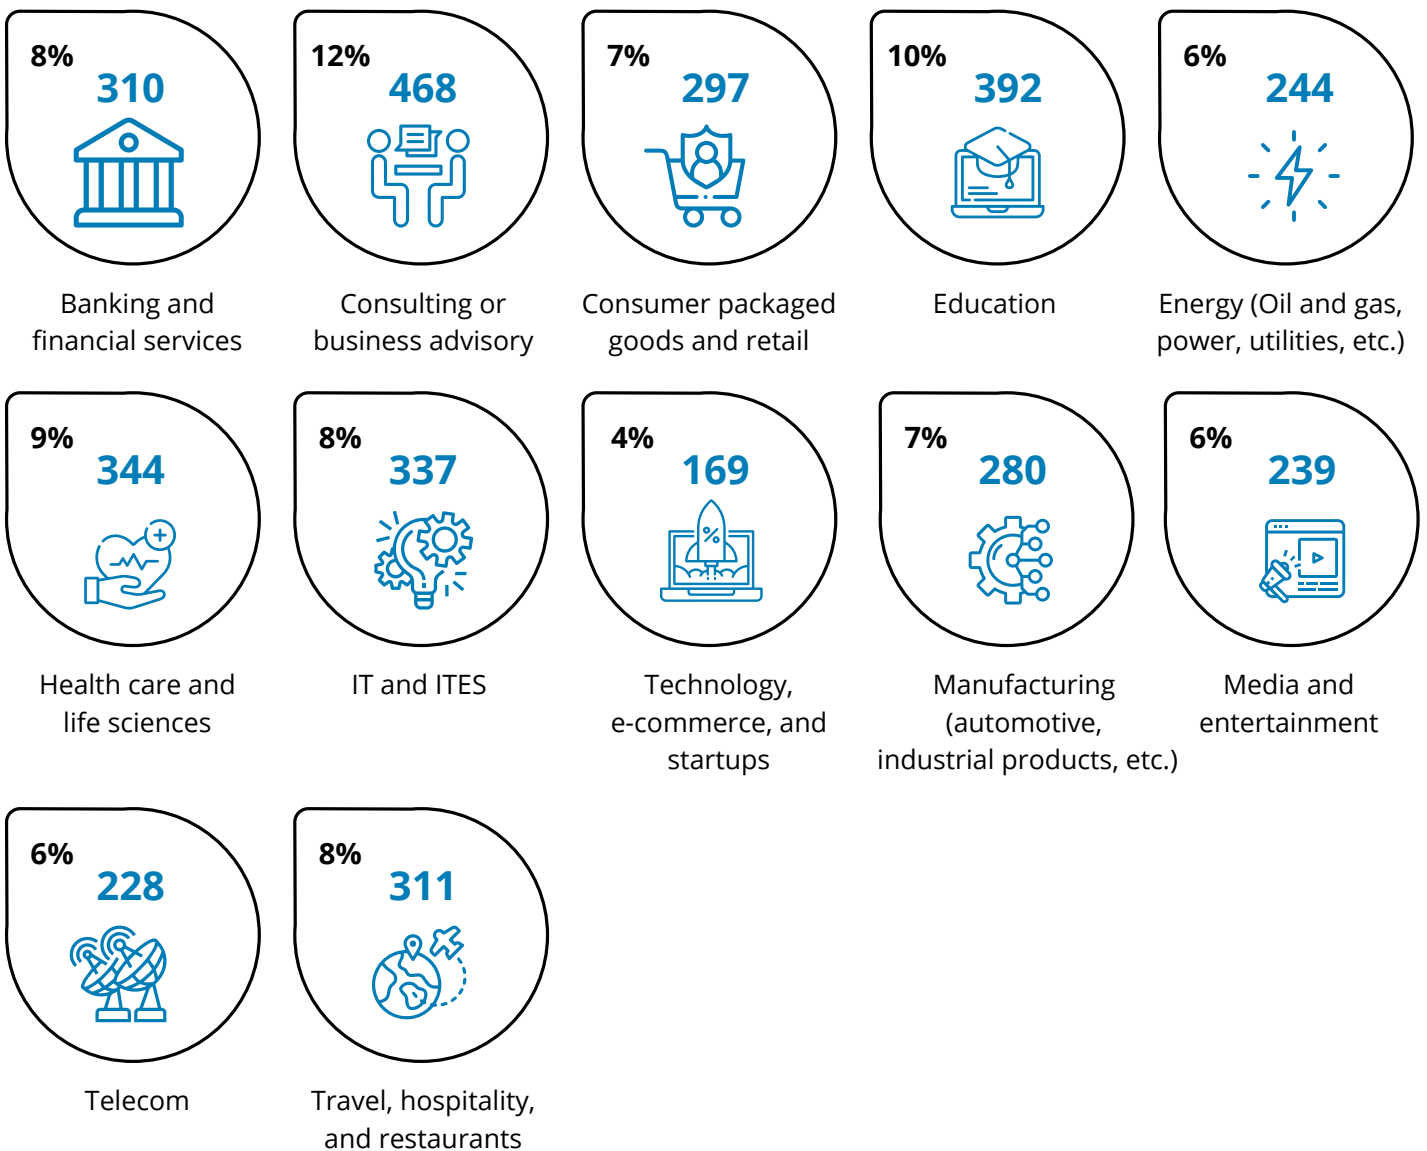 8%
310
Banking and
financial services
12%
468
Consulting or
business advisory
7%
297
Consumer packaged
goods and retail
10%
392
Education
6%
244
Energy (Oil and gas,
power, utilities, etc.)
9%
344
Health care and
life sciences
8%
337
IT and ITES
4%
169
%
Technology,
e-commerce, and
startups
7%
280
Manufacturing
(automotive,
industrial products, etc.)
6%
239
Media and
entertainment
6%
228
Telecom
8%
311
Travel, hospitality,
and restaurants